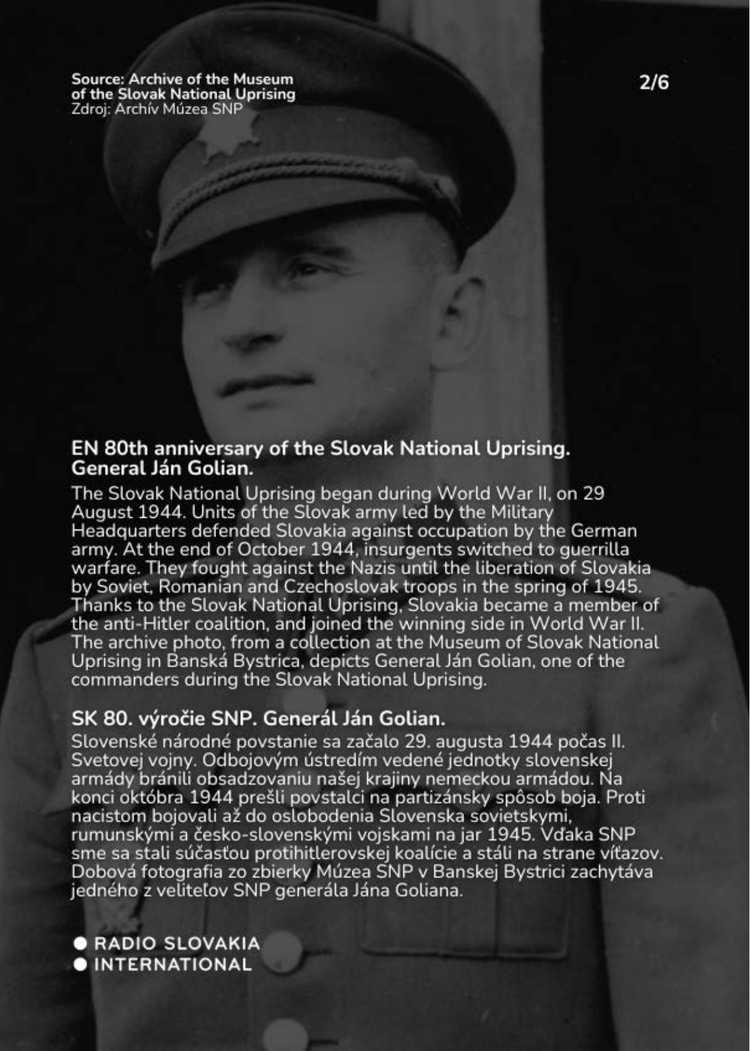 Source: Archive of the Museum
of the Slovak National Uprising
Zdroj: Archív Múzea SNP
2/6
EN 80th anniversary of the Slovak National Uprising.
General Ján Golian.
The Slovak National Uprising began during World War II, on 29
August 1944. Units of the Slovak army led by the Military
Headquarters defended Slovakia against occupation by the German
army. At the end of October 1944, insurgents switched to guerrilla
warfare. They fought against the Nazis until the liberation of Slovakia
by Soviet, Romanian and Czechoslovak troops in the spring of 1945.
Thanks to the Slovak National Uprising, Slovakia became a member of
the anti-Hitler coalition, and joined the winning side in World War II.
The archive photo, from a collection at the Museum of Slovak National
Uprising in Banská Bystrica, depicts General Ján Golian, one of the
commanders during the Slovak National Uprising.
SK 80. výročie SNP. Generál Ján Golian.
Slovenské národné povstanie sa začalo 29. augusta 1944 počas II.
Svetovej vojny. Odbojovým ústredím vedené jednotky slovenskej
armády bránili obsadzovaniu našej krajiny nemeckou armádou. Na
konci októbra 1944 prešli povstalci na partizánsky spôsob boja. Proti
nacistom bojovali až do oslobodenia Slovenska sovietskymi,
rumunskými a česko-slovenskými vojskami na jar 1945. Vďaka SNP
sme sa stali súčasťou protihitlerovskej koalície a stáli na strane víťazov.
Dobová fotografia zo zbierky Múzea SNP v Banskej Bystrici zachytáva
jedného z veliteľov SNP generála Jána Goliana.
RADIO SLOVAKIA
INTERNATIONAL